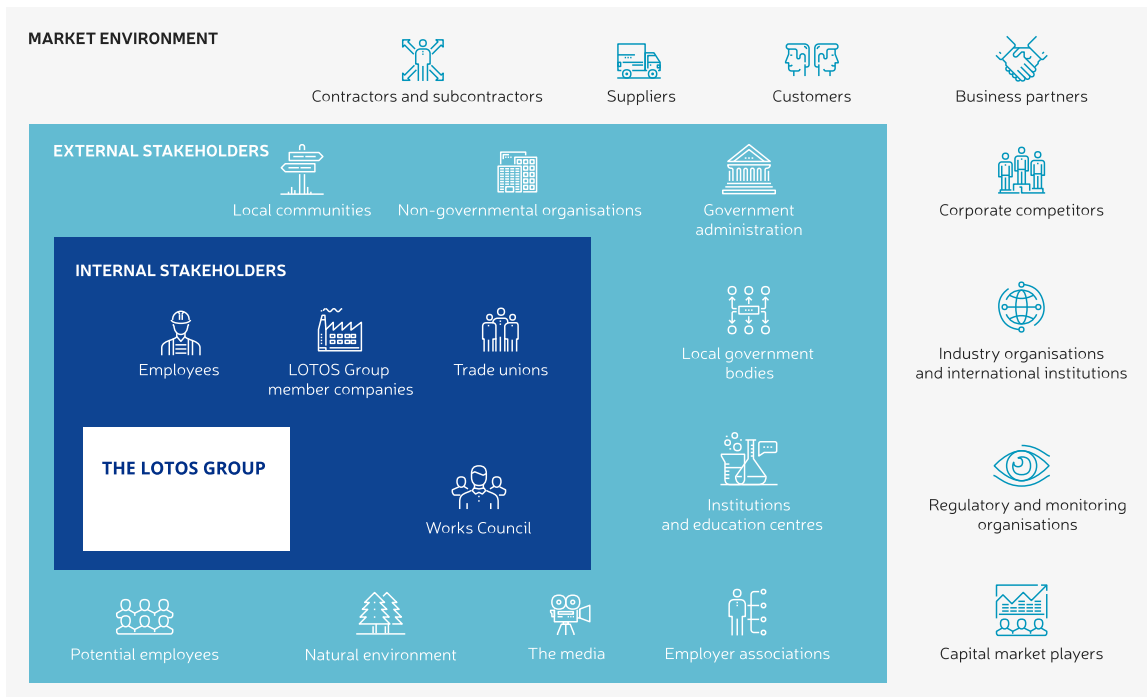 MARKET ENVIRONMENT
Contractors and subcontractors
Suppliers
Customers
Business partners
EXTERNAL STAKEHOLDERS
Local communities
Non-governmental organisations
Government
administration
Corporate competitors
INTERNAL STAKEHOLDERS
Employees
LOTOS Group
member companies
Trade unions
Local government
bodies
Industry organisations
and international institutions
THE LOTOS GROUP
Works Council
Institutions
and education centres
Regulatory and monitoring
organisations
Potential employees
Natural environment
The media
Employer associations
Capital market players